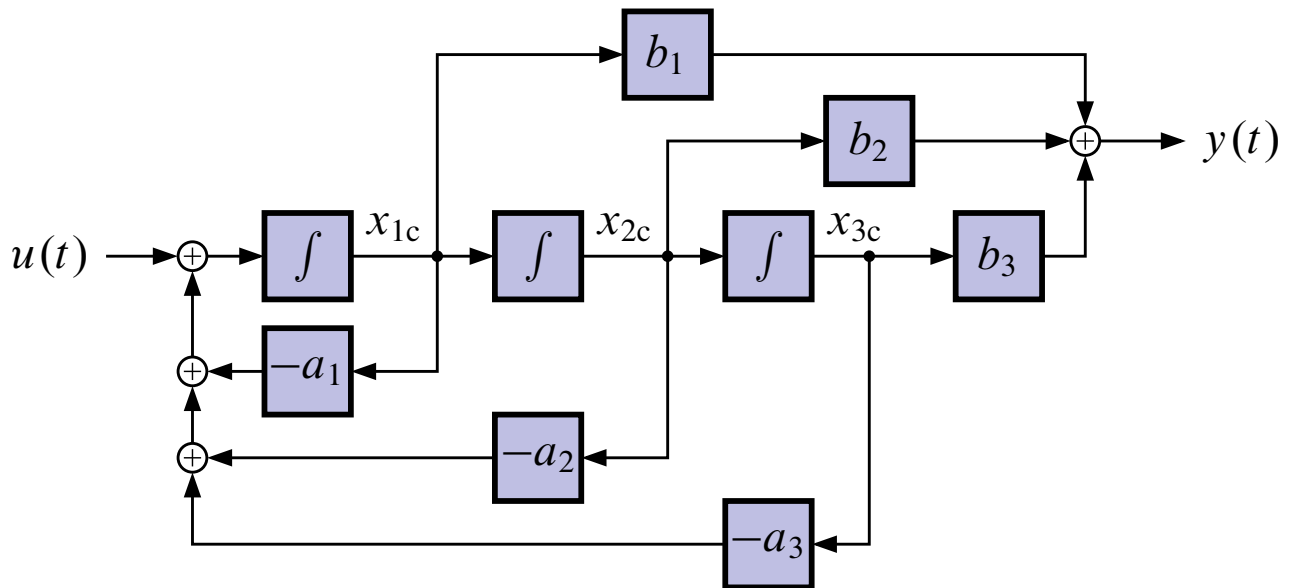 b₁
b₂
y(t)
x₁c x₂c x₃c
u(t) + ∫ ∫ ∫ b₃ +
+ −a₁
+ −a₂
−a₃